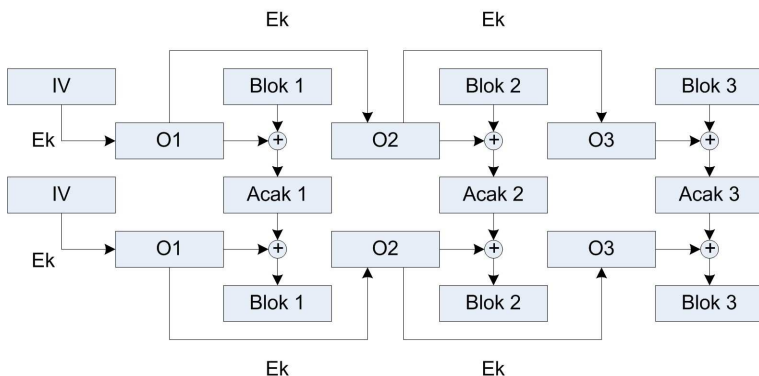 Ek Ek
IV Blok 1 Blok 2 Blok 3
Ek O1 + O2 + O3 +
IV Acak 1 Acak 2 Acak 3
Ek O1 + O2 + O3 +
Blok 1 Blok 2 Blok 3
Ek Ek